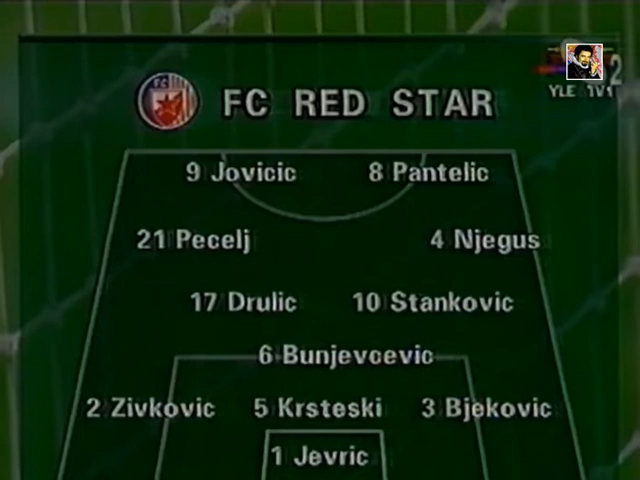 FC RED STAR
YLE TV1
9 Jovicic 8 Pantelic
21 Pecelj 4 Njegus
17 Drulic 10 Stankovic
6 Bunjevcevic
2 Zivkovic 5 Krsteski 3 Bjekovic
1 Jevric